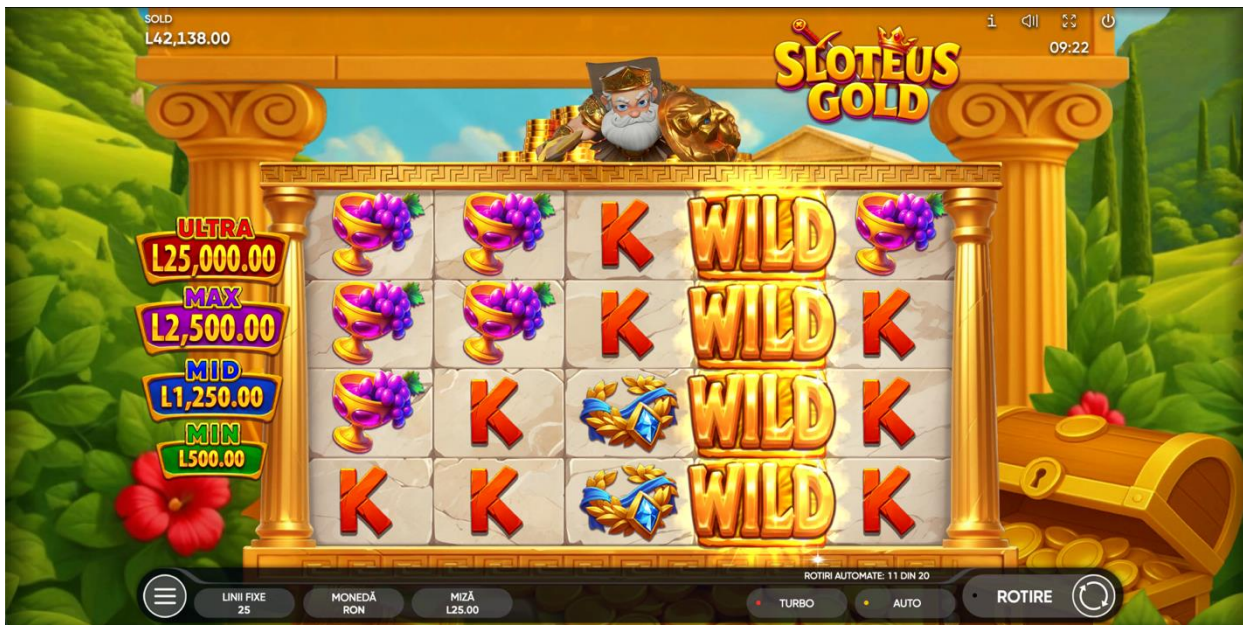 SOLD
L42,138.00
09:22
SLOTEUS
GOLD
ULTRA
L25,000.00
MAX
L2,500.00
MID
L1,250.00
MIN
L500.00
K WILD
K WILD K
K WILD K
K K WILD K
ROTIRI AUTOMATE: 11 DIN 20
LINII FIXE
25
MONEDĂ
RON
MIZĂ
L25.00
TURBO
AUTO
ROTIRE